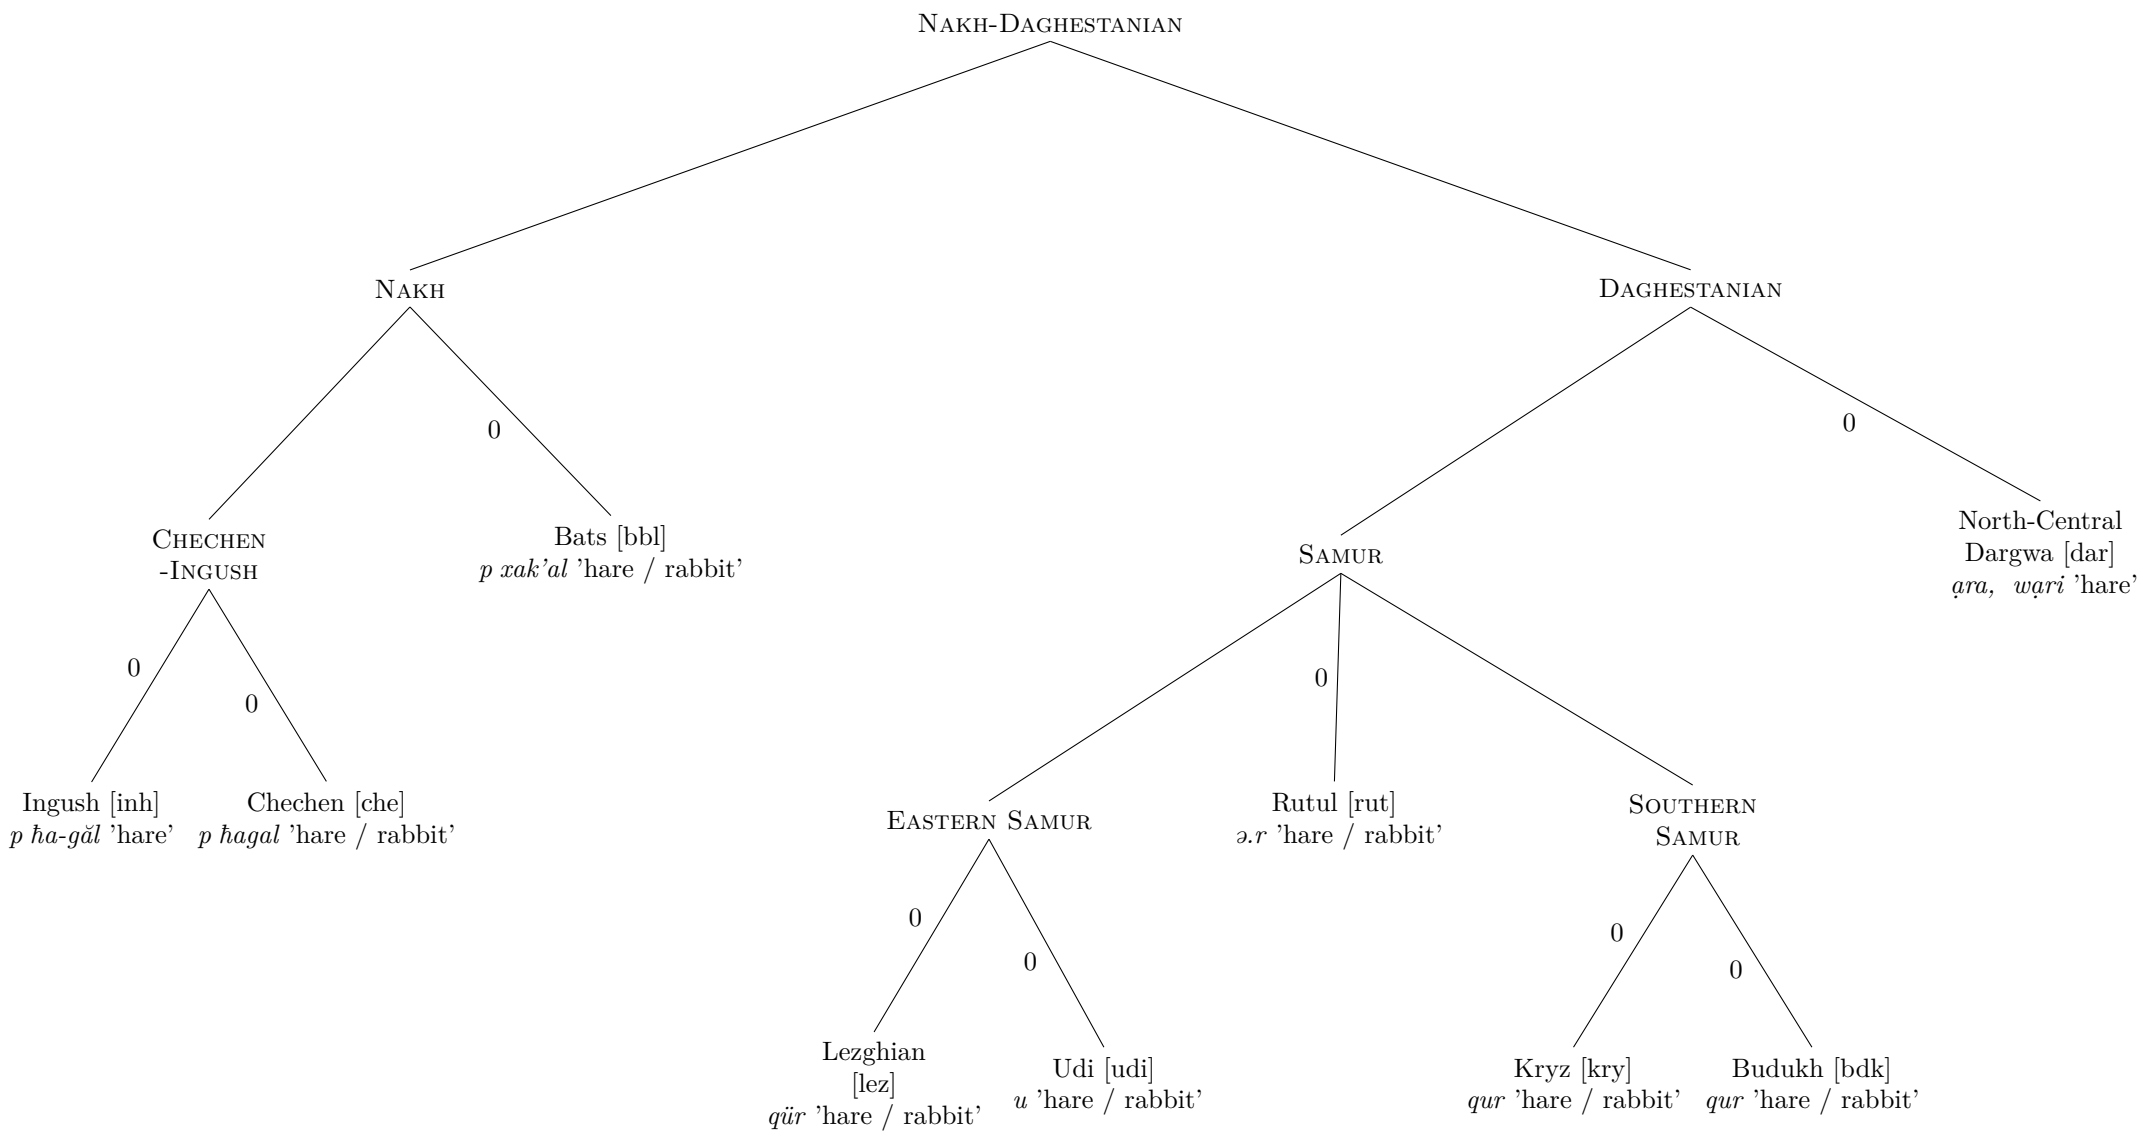 NAKH-DAGHESTANIAN
NAKH
DAGHESTANIAN
0
0
CHECHEN
-INGUSH
Bats [bbl]
p xak’al ’hare / rabbit’
SAMUR
North-Central
Dargwa [dar]
ạra, wạri ’hare’
0
0
0
Ingush [inh]
p ħa-găl ’hare’
Chechen [che]
p ħagal ’hare / rabbit’
EASTERN SAMUR
Rutul [rut]
ə.r ’hare / rabbit’
SOUTHERN
SAMUR
0
0
0
0
Lezghian
[lez]
qür ’hare / rabbit’
Udi [udi]
u ’hare / rabbit’
Kryz [kry]
qur ’hare / rabbit’
Budukh [bdk]
qur ’hare / rabbit’